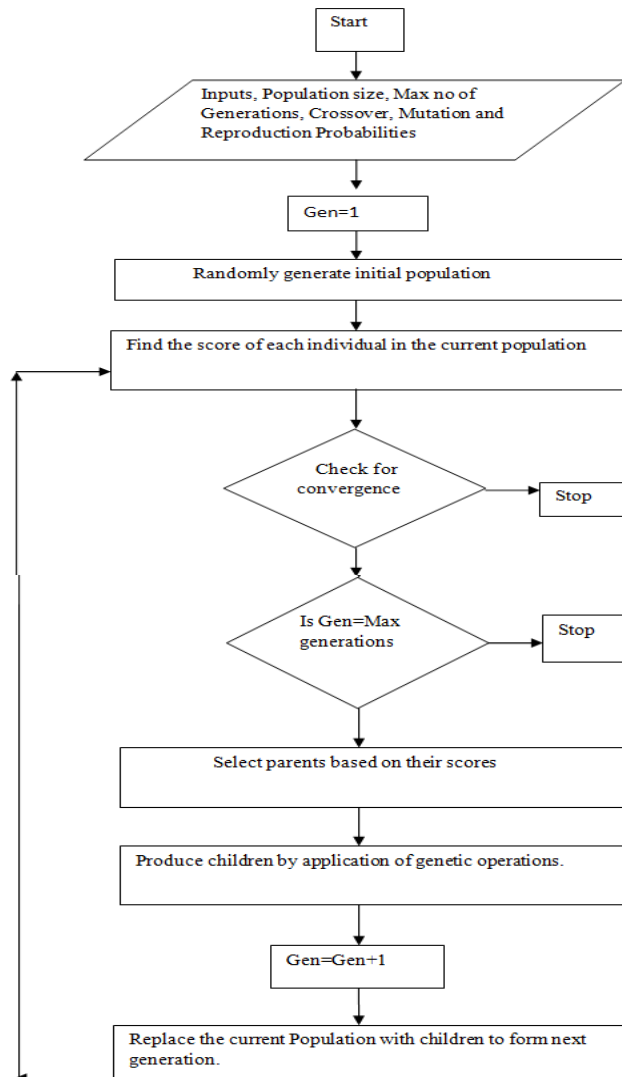 Start
Inputs, Population size, Max no of
Generations, Crossover, Mutation and
Reproduction Probabilities
Gen=1
Randomly generate initial population
Find the score of each individual in the current population
Check for
convergence
Stop
Is Gen=Max
generations
Stop
Select parents based on their scores
Produce children by application of genetic operations.
Gen=Gen+1
Replace the current Population with children to form next
generation.